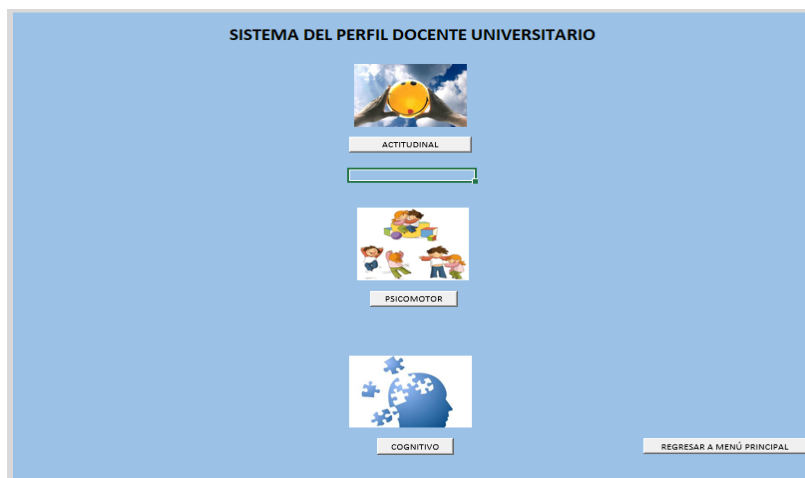 SISTEMA DEL PERFIL DOCENTE UNIVERSITARIO
ACTITUDINAL
PSICOMOTOR
COGNITIVO
REGRESAR A MENÚ PRINCIPAL